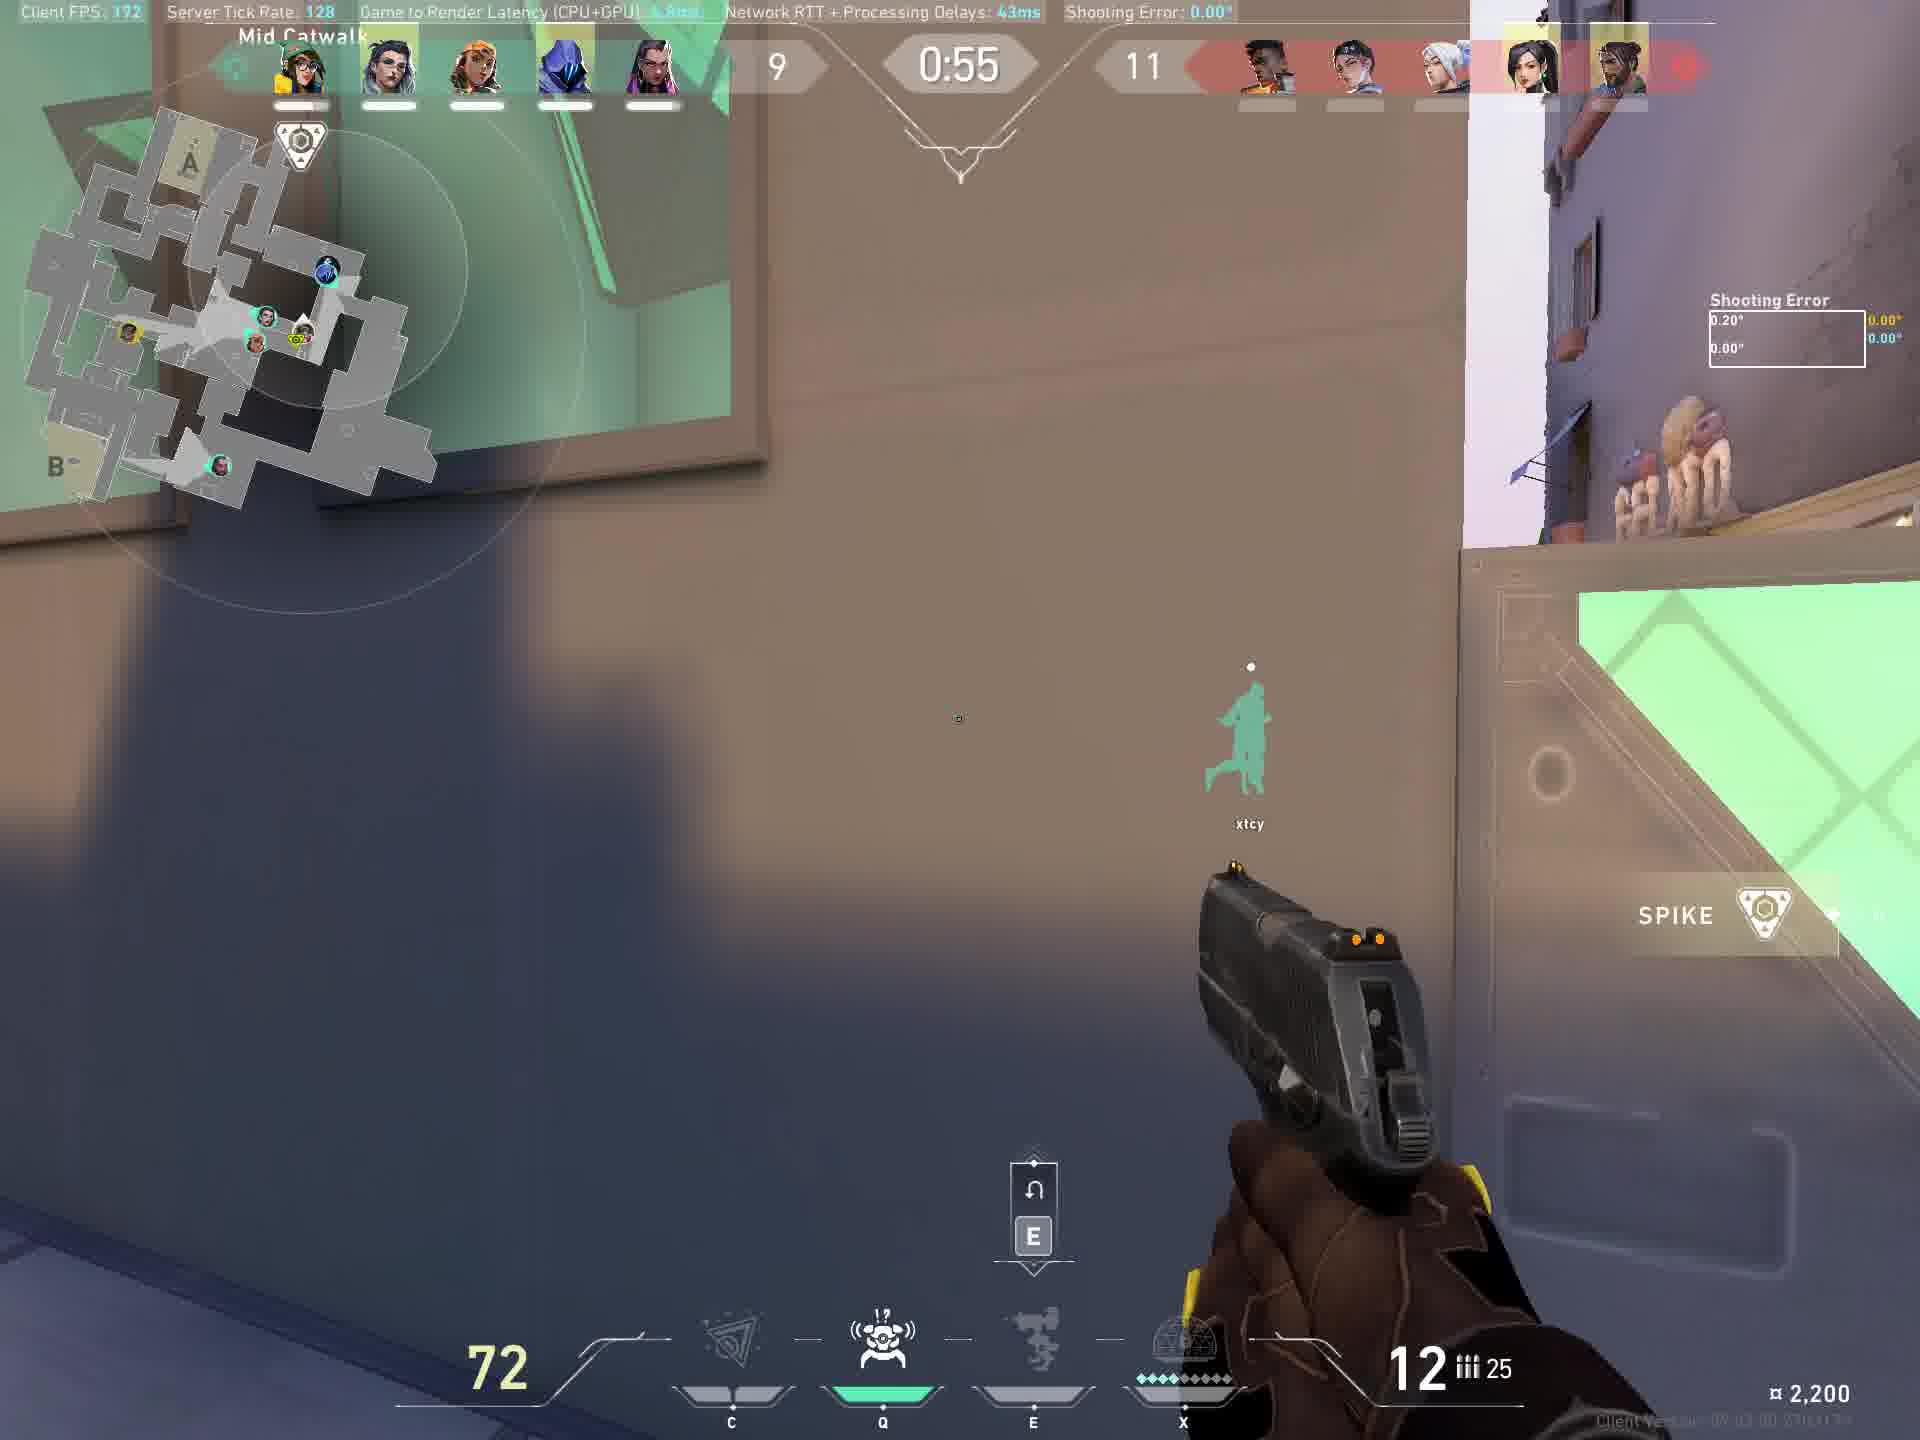 Client FPS: 172 Server Tick Rate: 128 Game to Render Latency (CPU+GPU): Network RTT + Processing Delays: 43ms Shooting Error: 0.00°
Mid Catwalk
9 0:55 11
A
Shooting Error
0.20° 0.00°
0.00° 0.00°
B
xtcy
SPIKE
E
72 12 25
C Q E X
¤ 2,200